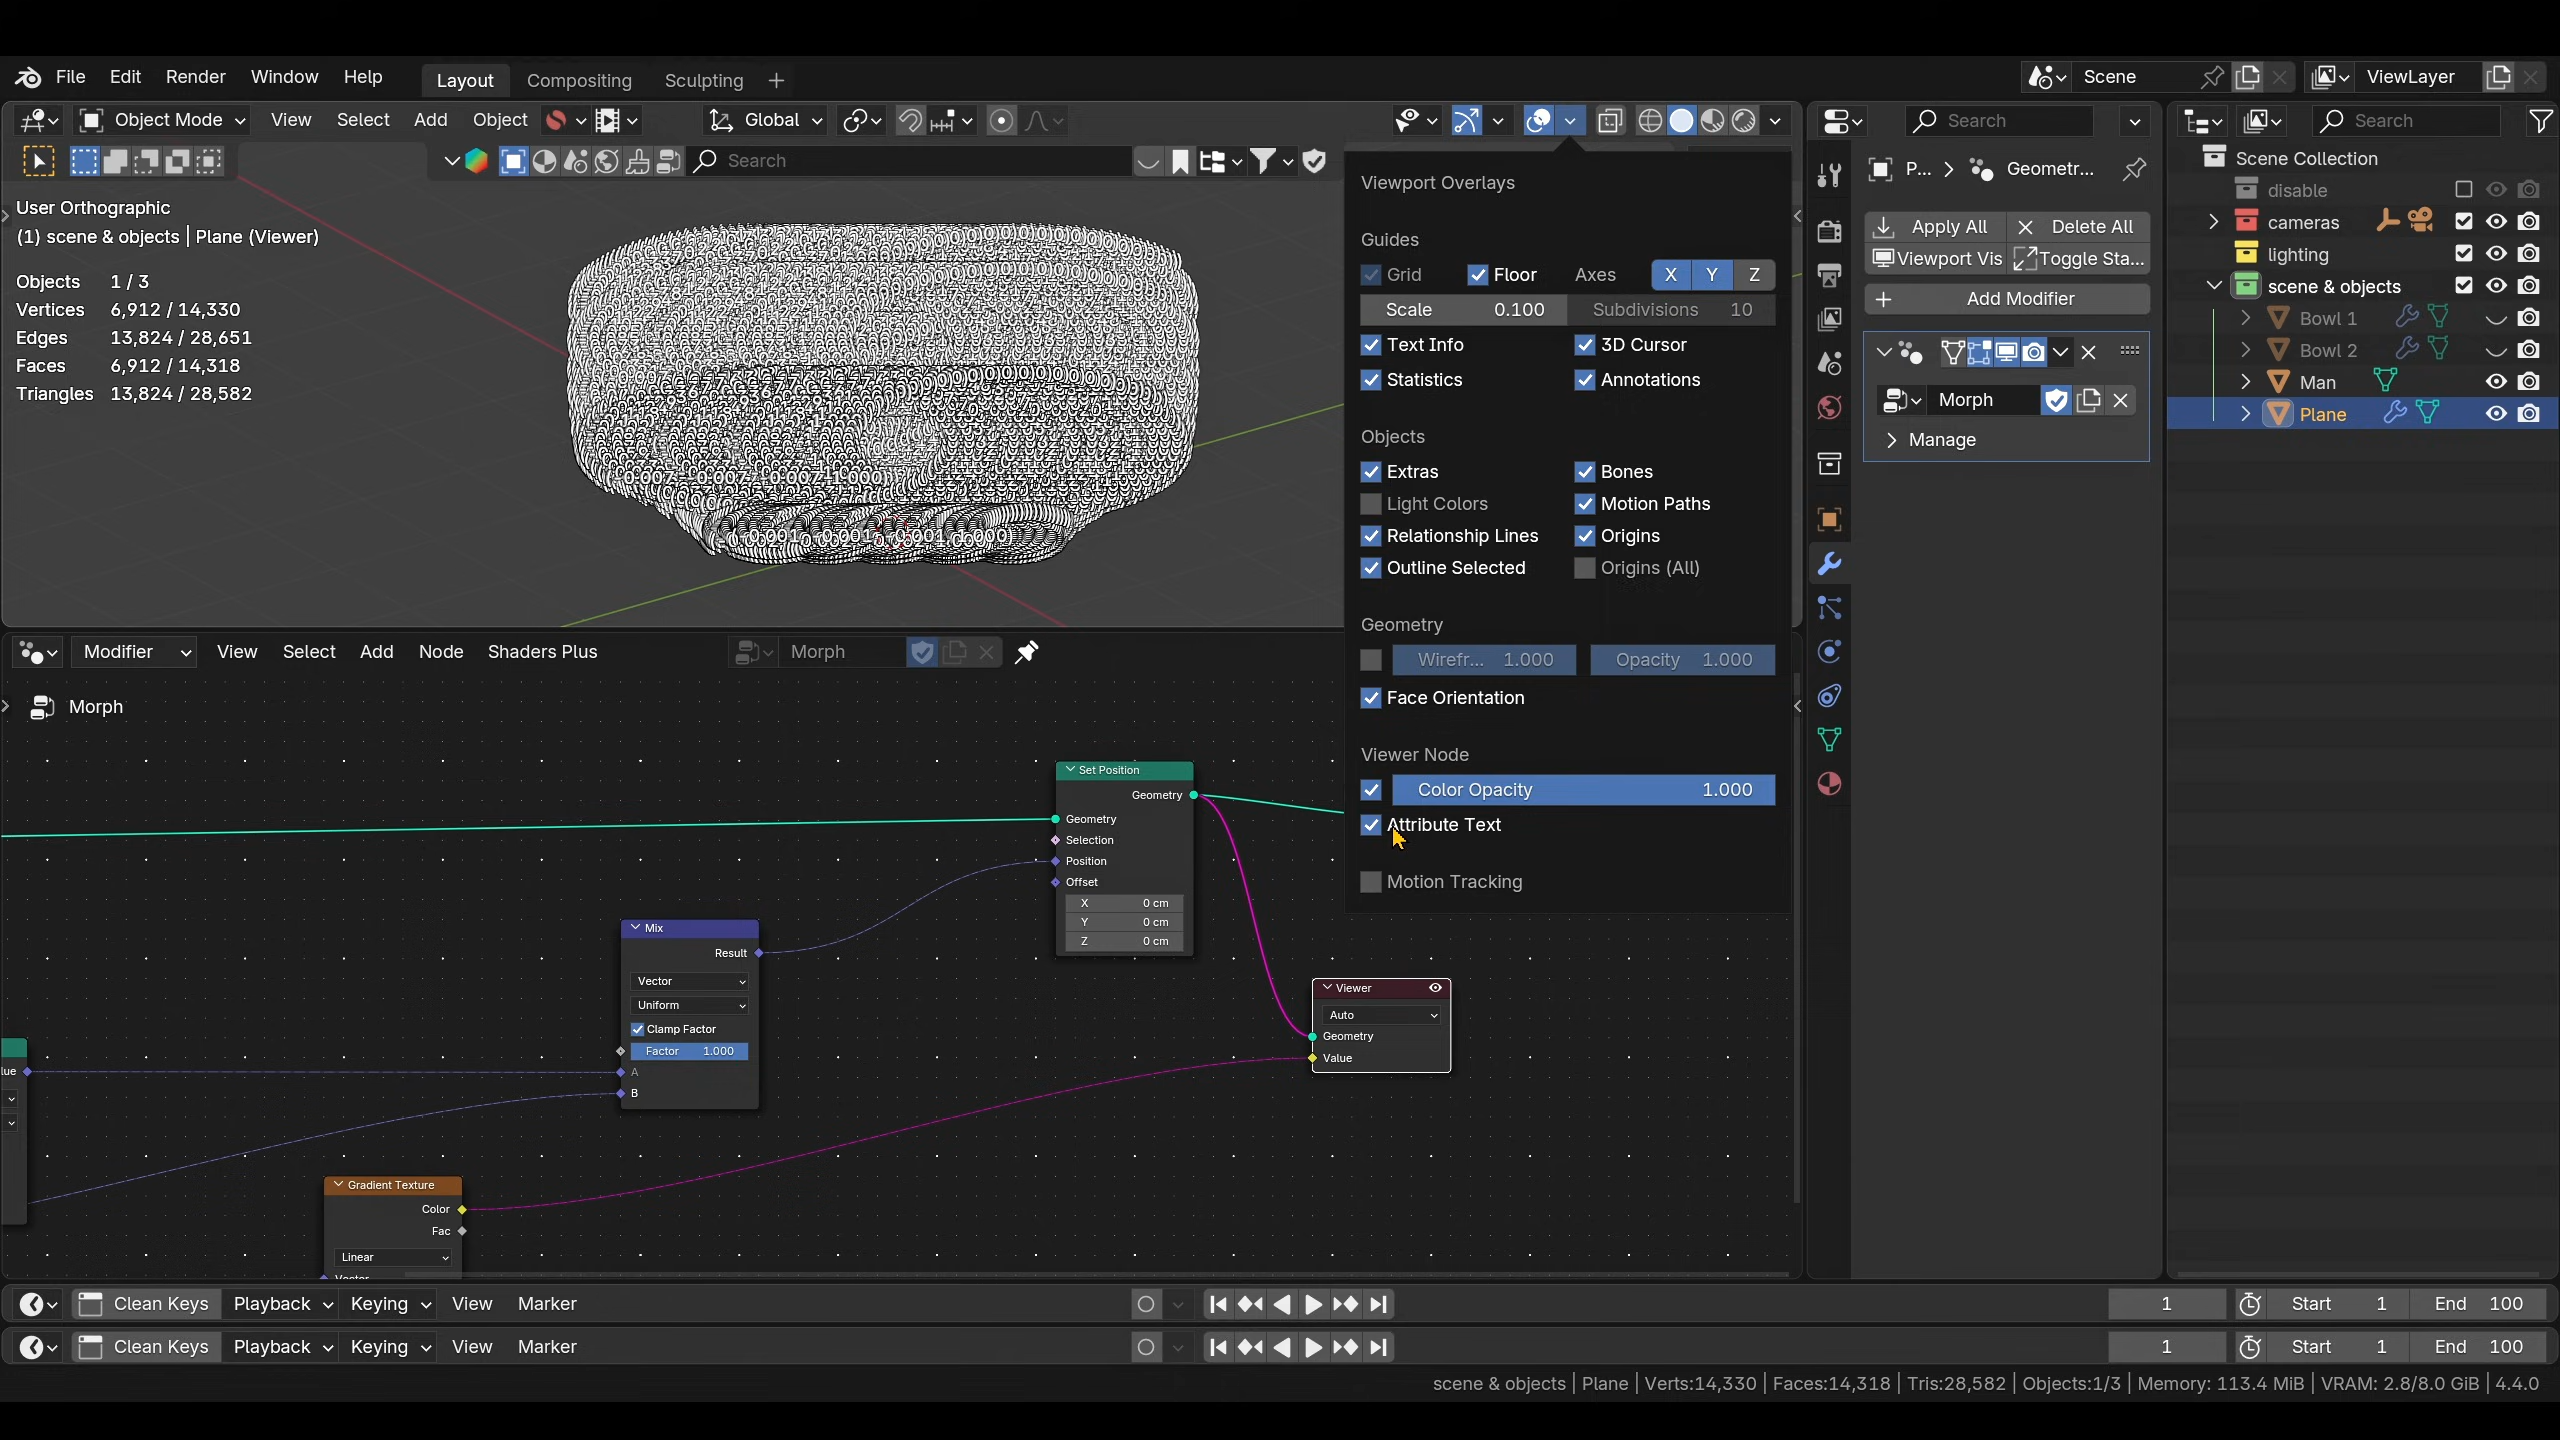 File Edit Render Window Help Layout Compositing Sculpting Scene ViewLayer
Object Mode View Select Add Object Global Search Search
Search P... Geometr...
User Orthographic
(1) scene & objects | Plane (Viewer)
Objects 1 / 3
Vertices 6,912 / 14,330
Edges 13,824 / 28,651
Faces 6,912 / 14,318
Triangles 13,824 / 28,582
Viewport Overlays
Guides
Grid Floor Axes X Y Z
Scale 0.100 Subdivisions 10
Text Info 3D Cursor
Statistics Annotations
Objects
Extras Bones
Light Colors Motion Paths
Relationship Lines Origins
Outline Selected Origins (All)
Geometry
Wirefr... 1.000 Opacity 1.000
Face Orientation
Viewer Node
Color Opacity 1.000
Attribute Text
Motion Tracking
Apply All Delete All
Viewport Vis Toggle Sta...
Add Modifier
Morph
Manage
Scene Collection
disable
cameras
lighting
scene & objects
Bowl 1
Bowl 2
Man
Plane
Modifier View Select Add Node Shaders Plus Morph
Morph
Set Position
Geometry
Geometry
Selection
Position
Offset
X 0 cm
Y 0 cm
Z 0 cm
Mix
Result
Vector
Uniform
Clamp Factor
Factor 1.000
A
B
Viewer
Auto
Geometry
Value
lue
Gradient Texture
Color
Fac
Linear
Vector
Clean Keys Playback Keying View Marker 1 Start 1 End 100
Clean Keys Playback Keying View Marker 1 Start 1 End 100
scene & objects | Plane | Verts:14,330 | Faces:14,318 | Tris:28,582 | Objects:1/3 | Memory: 113.4 MiB | VRAM: 2.8/8.0 GiB | 4.4.0